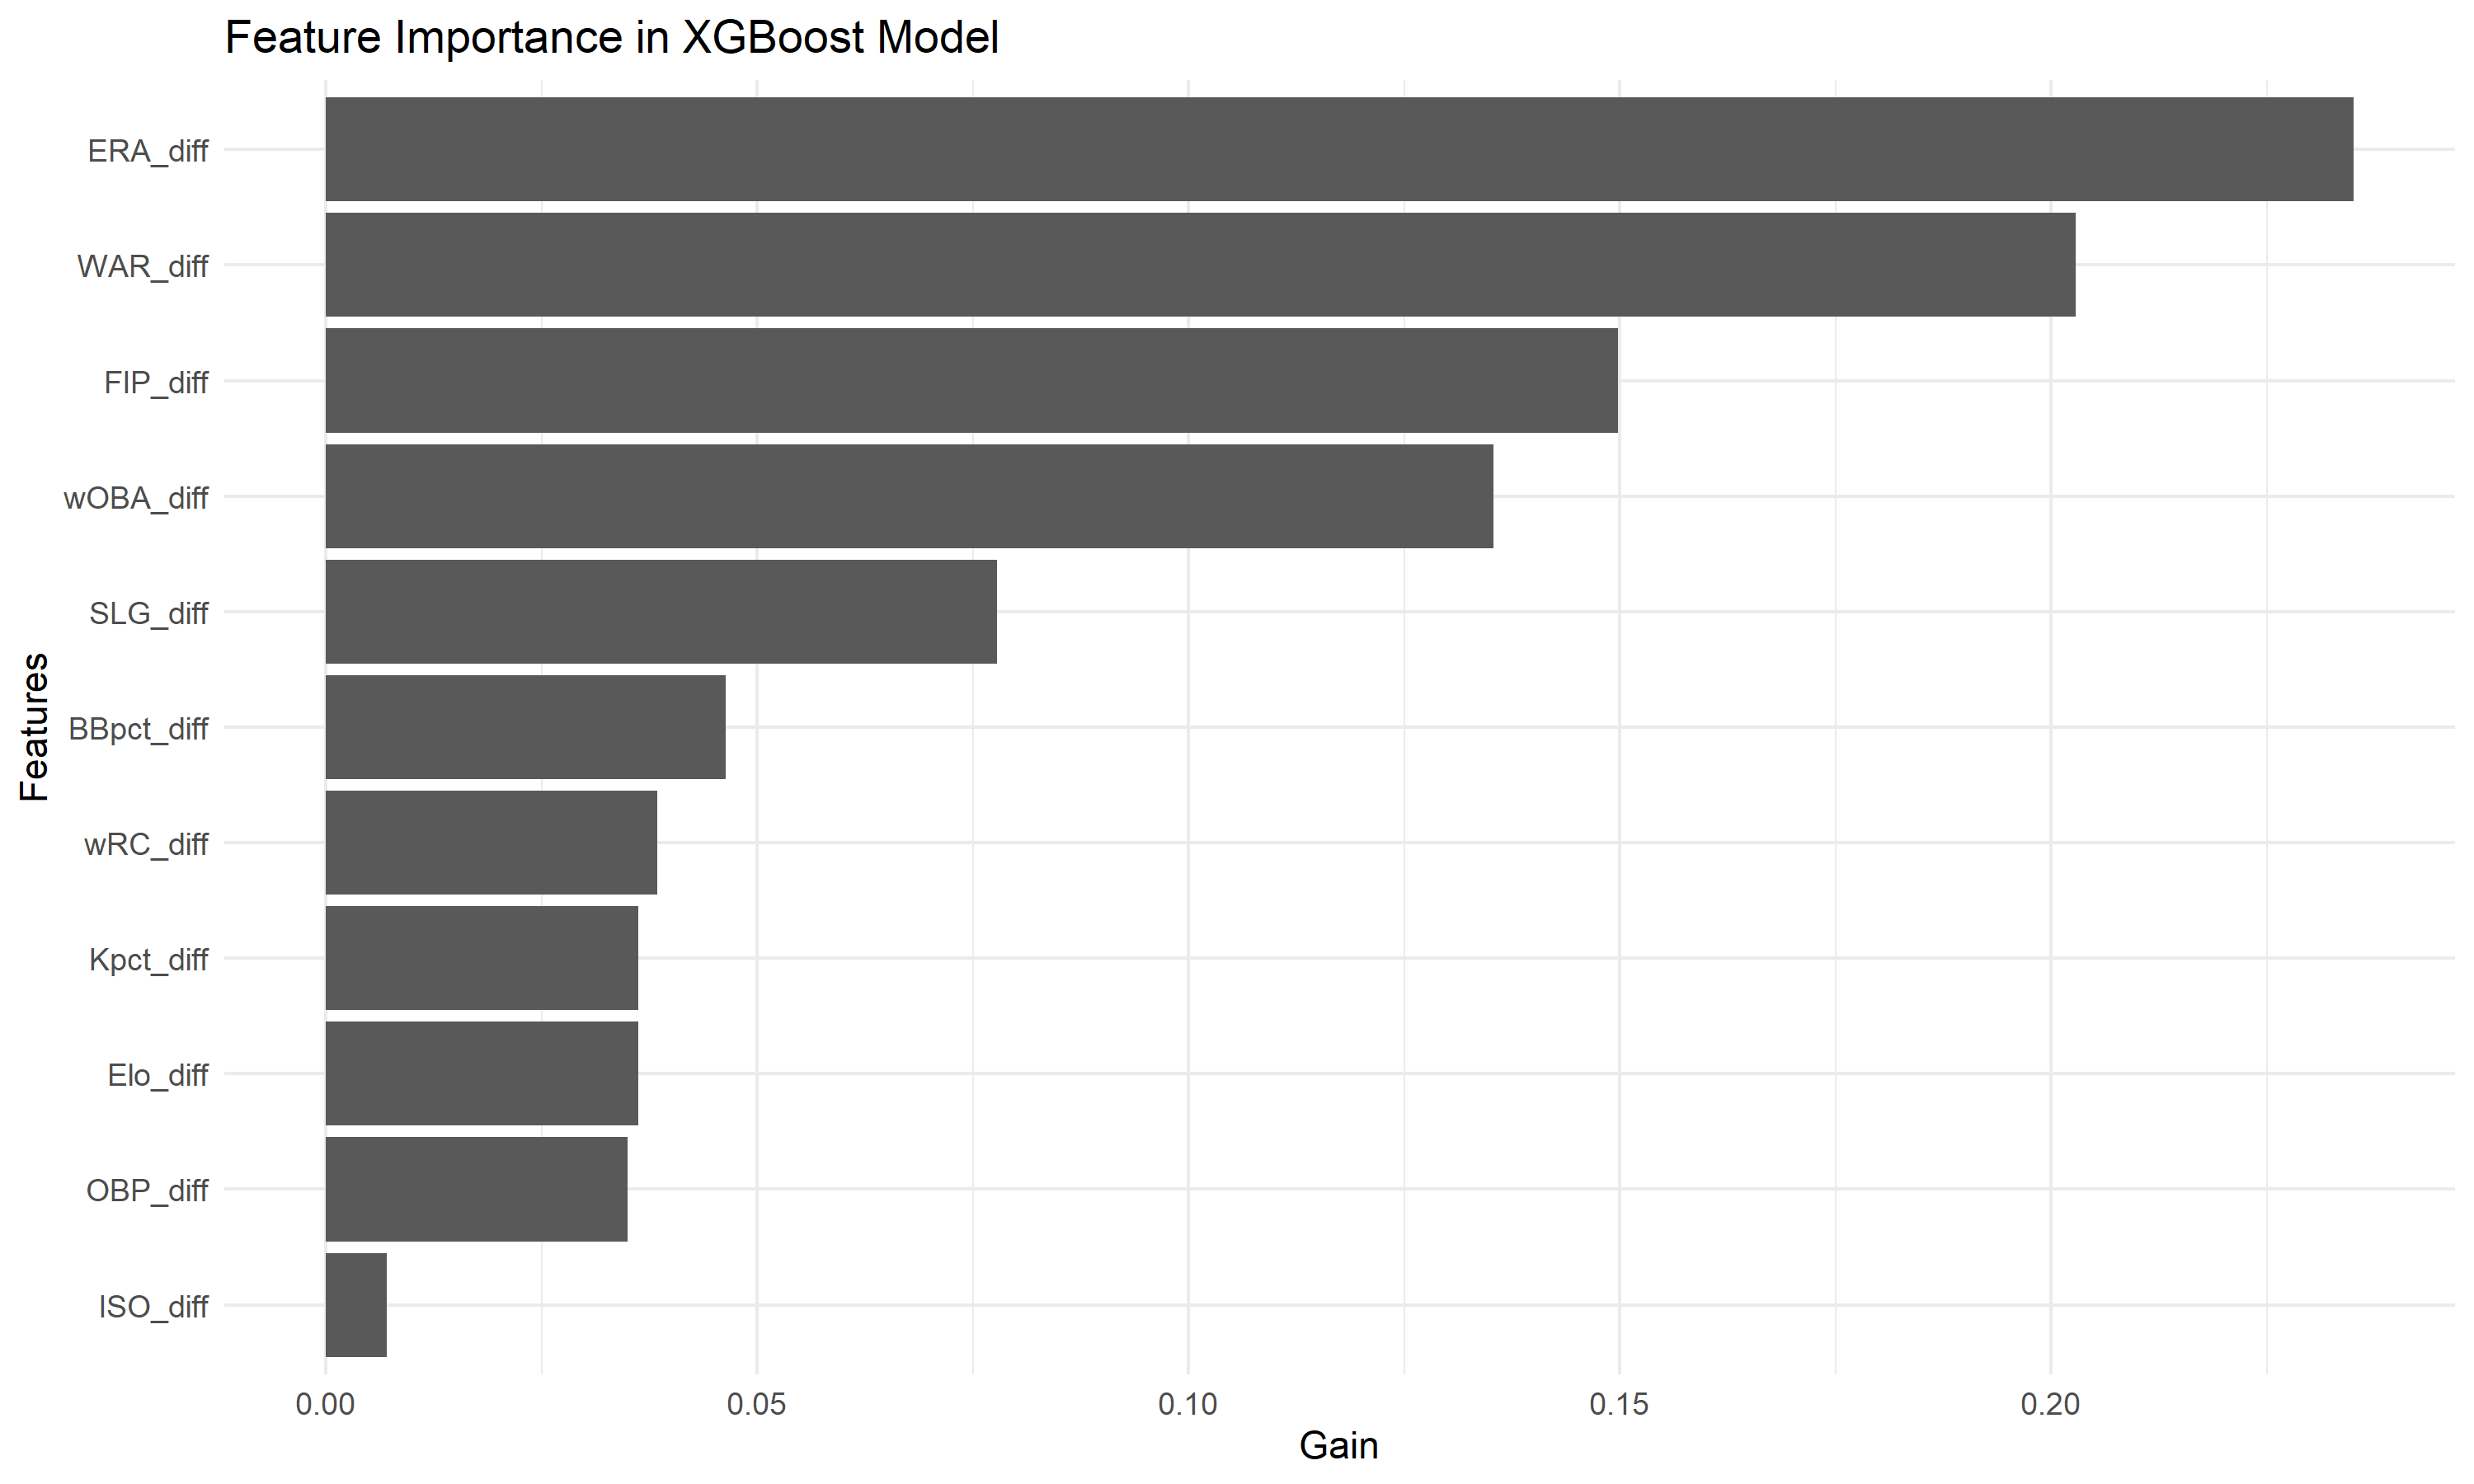 Feature Importance in XGBoost Model
ERA_diff
WAR_diff
FIP_diff
wOBA_diff
SLG_diff
BBpct_diff
wRC_diff
Kpct_diff
Elo_diff
OBP_diff
ISO_diff
Features
0.00 0.05 0.10 0.15 0.20
Gain